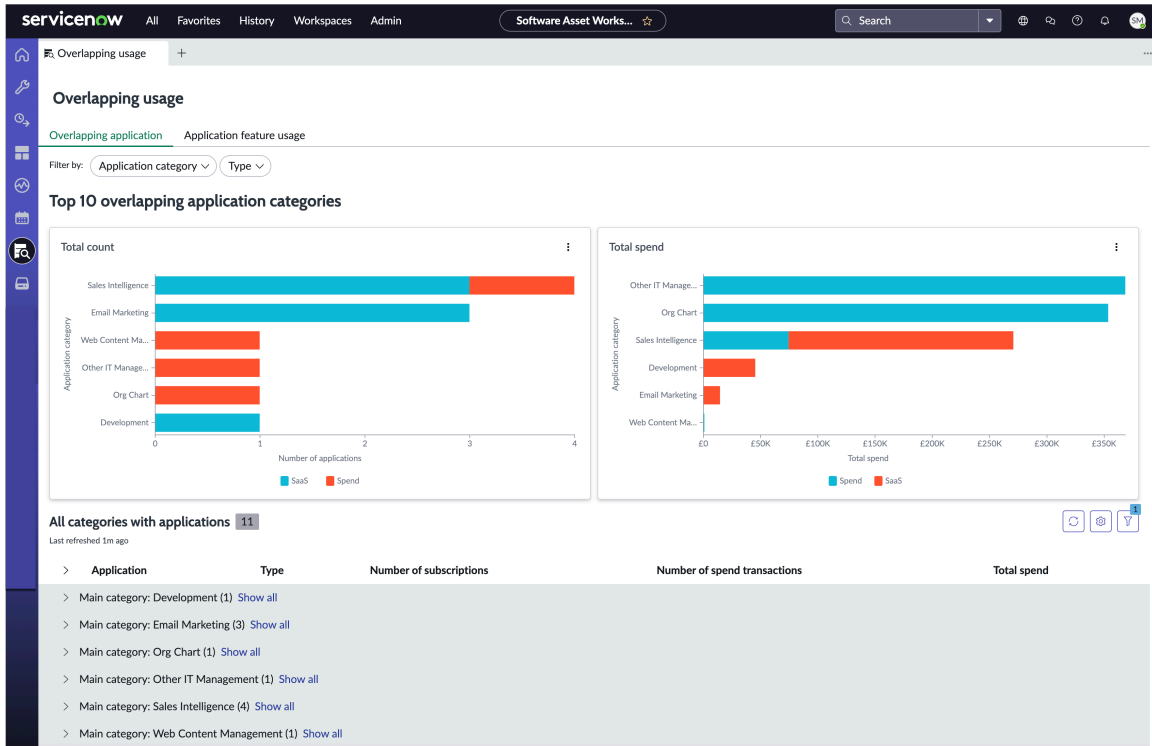 servicenow All Favorites History Workspaces Admin Software Asset Works... Search SM
Overlapping usage
Overlapping usage
Overlapping application Application feature usage
Filter by: Application category Type
Top 10 overlapping application categories
Total count
Application category
Sales Intelligence
Email Marketing
Web Content Ma...
Other IT Manage...
Org Chart
Development
0 1 2 3 4
Number of applications
SaaS Spend
Total spend
Application category
Other IT Manage...
Org Chart
Sales Intelligence
Development
Email Marketing
Web Content Ma...
£0 £50K £100K £150K £200K £250K £300K £350K
Total spend
Spend SaaS
All categories with applications 11
1
Last refreshed 1m ago
Application Type Number of subscriptions Number of spend transactions Total spend
Main category: Development (1) Show all
Main category: Email Marketing (3) Show all
Main category: Org Chart (1) Show all
Main category: Other IT Management (1) Show all
Main category: Sales Intelligence (4) Show all
Main category: Web Content Management (1) Show all